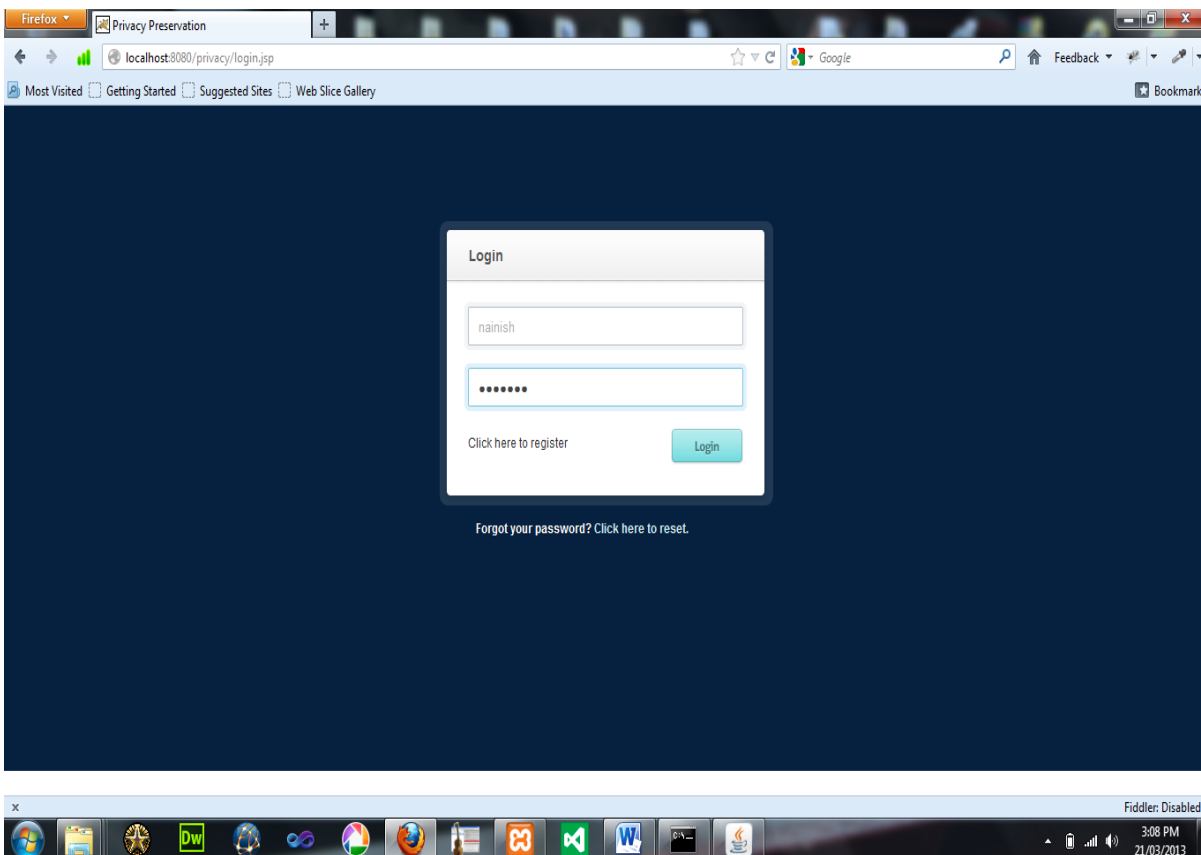 Firefox
Privacy Preservation
+
localhost:8080/privacy/login.jsp
Google
Feedback
Most Visited Getting Started Suggested Sites Web Slice Gallery
Bookmark
Login
nainish
•••••••
Click here to register
Login
Forgot your password? Click here to reset.
x
Fiddler: Disabled
Dw
W
C:\_
3:08 PM
21/03/2013